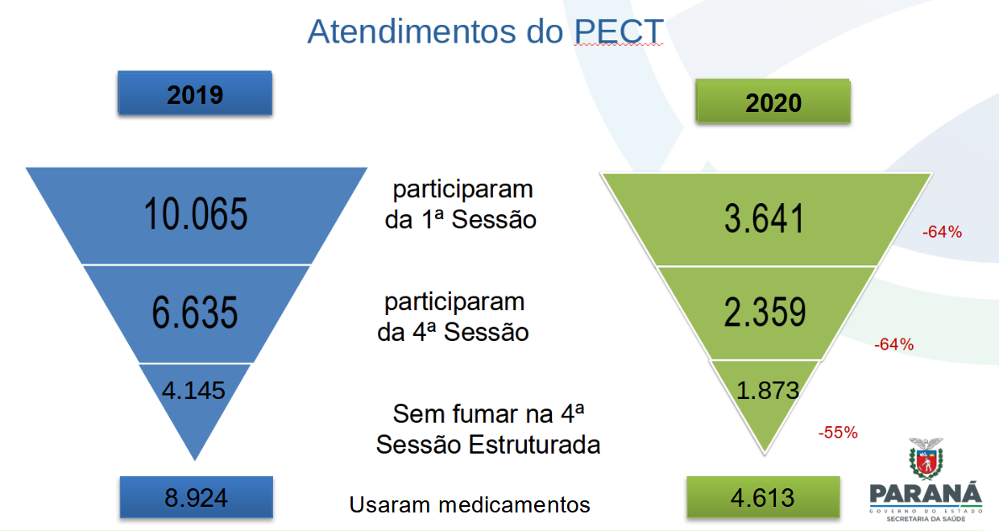 Atendimentos do PECT
2019
2020
10.065
participaram
da 1ª Sessão
3.641
-64%
6.635
participaram
da 4ª Sessão
2.359
-64%
4.145
Sem fumar na 4ª
Sessão Estruturada
1.873
-55%
8.924
Usaram medicamentos
4.613
PARANÁ
GOVERNO DO ESTADO
SECRETARIA DA SAÚDE